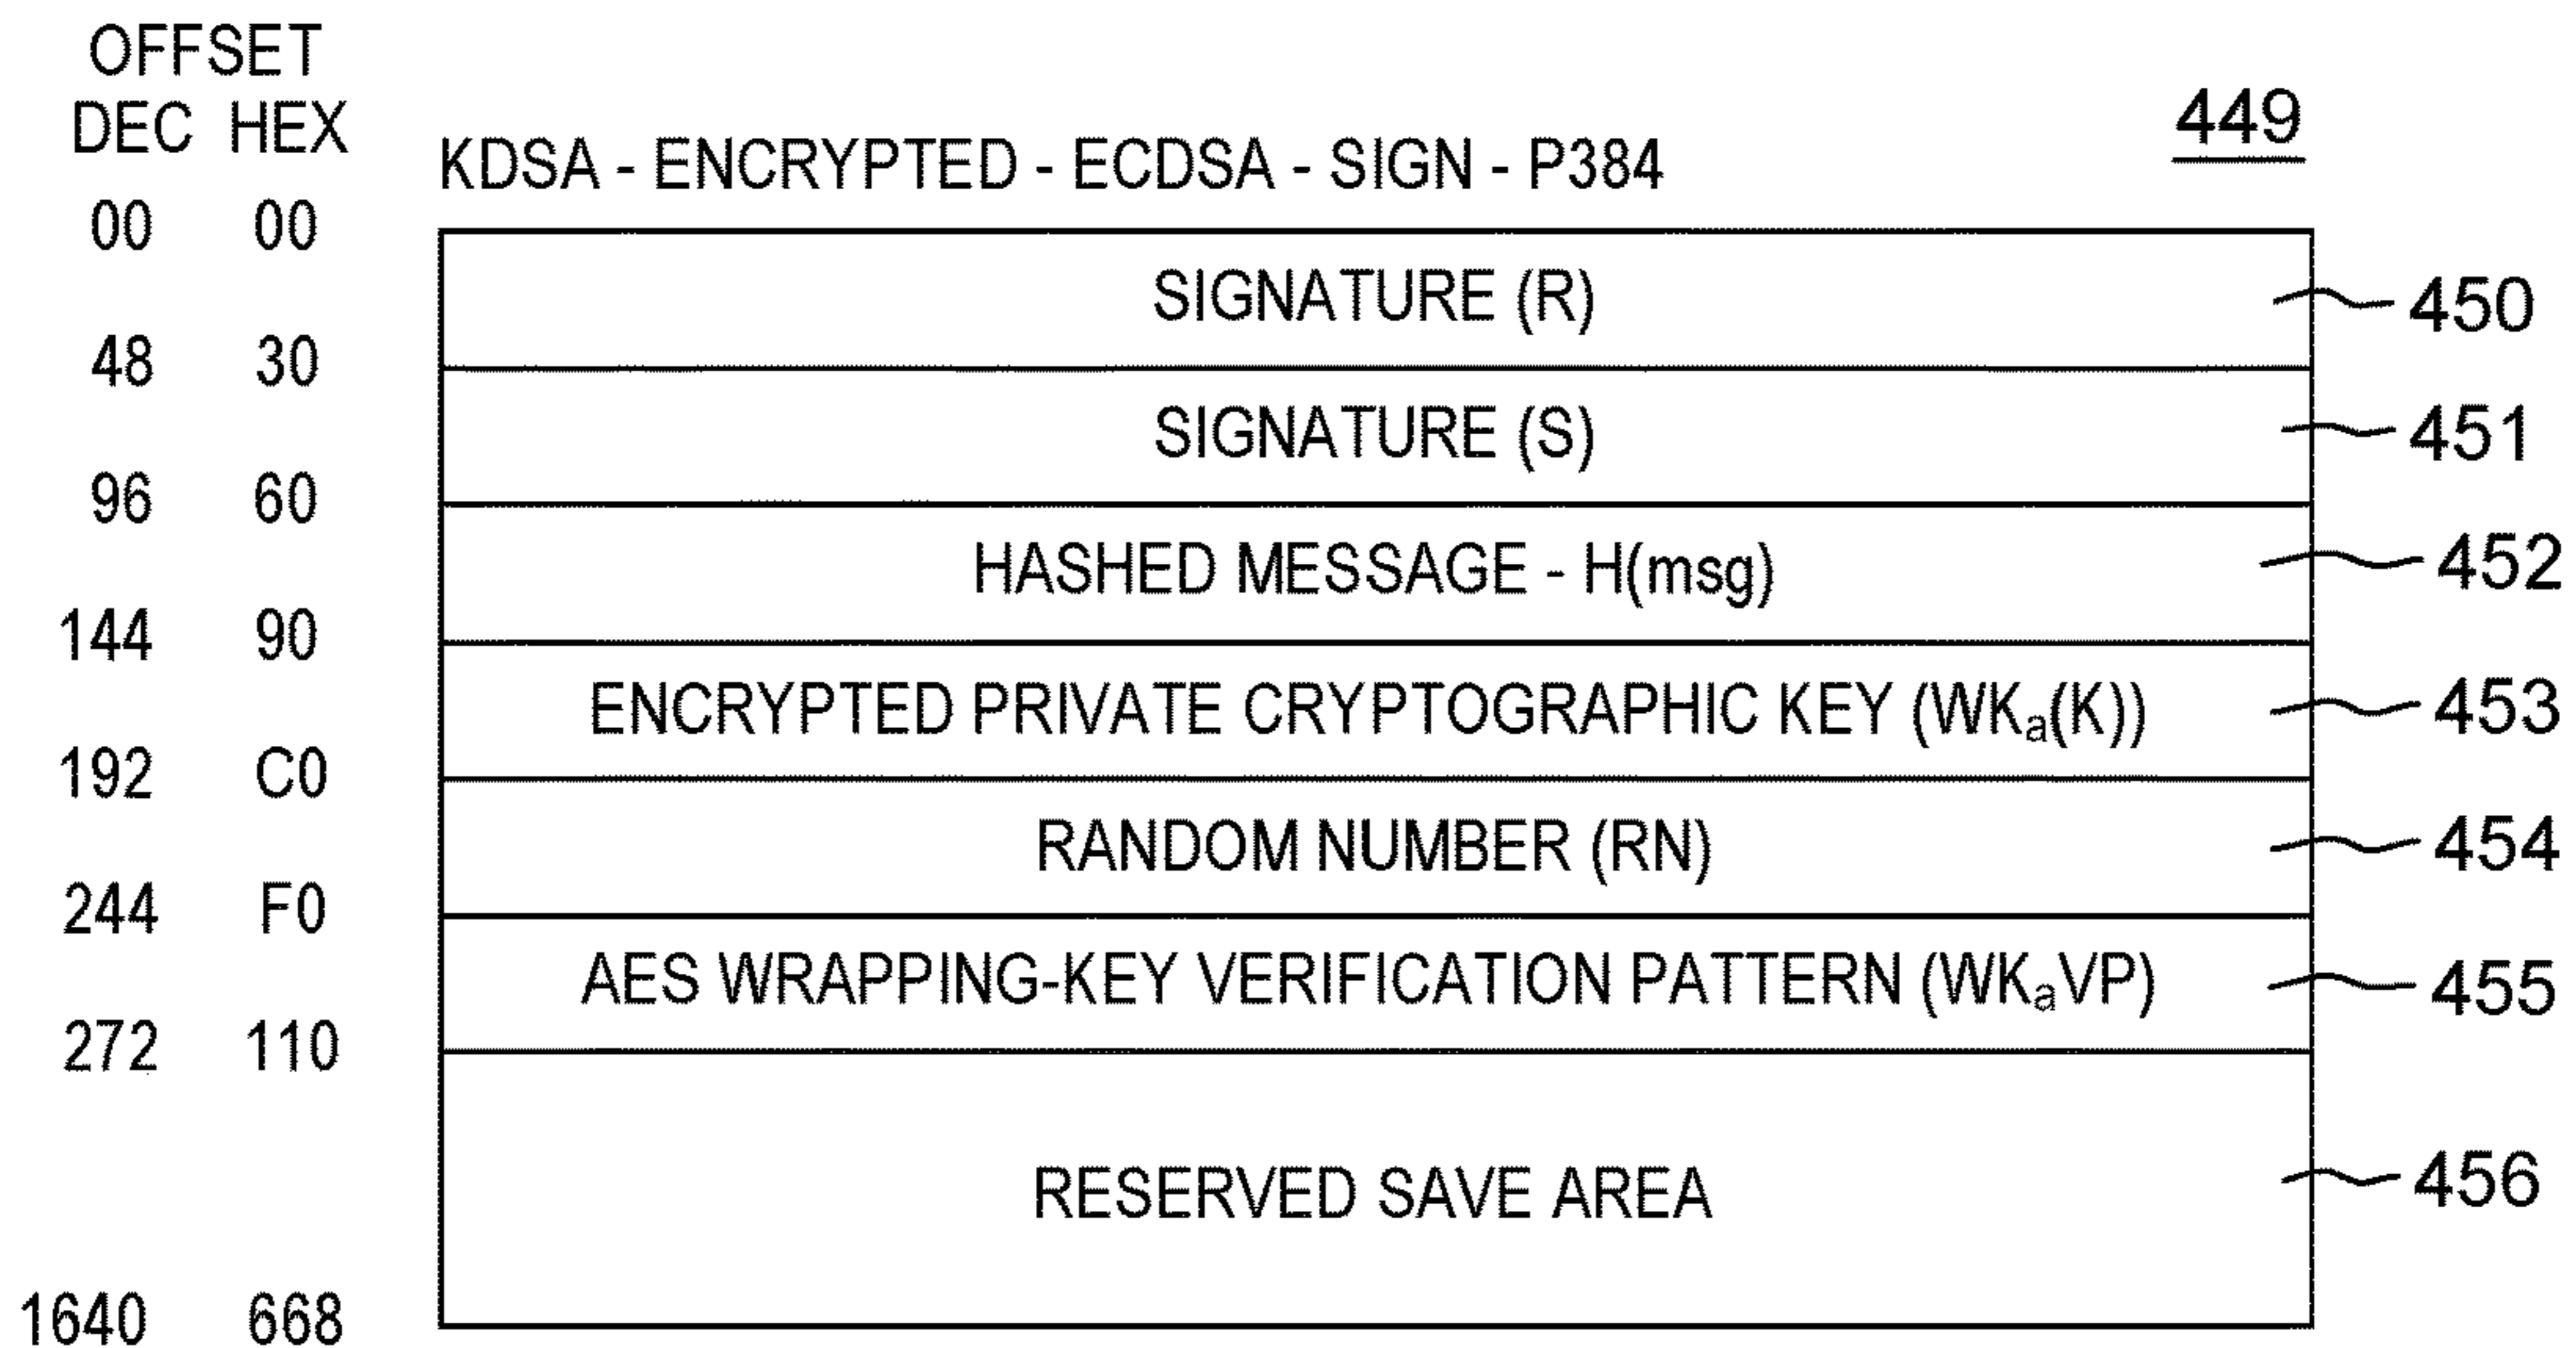 OFFSET
DEC HEX
449
KDSA - ENCRYPTED - ECDSA - SIGN - P384
00 00
SIGNATURE (R)
450
48 30
SIGNATURE (S)
451
96 60
HASHED MESSAGE - H(msg)
452
144 90
ENCRYPTED PRIVATE CRYPTOGRAPHIC KEY (WKa(K))
453
192 C0
RANDOM NUMBER (RN)
454
244 F0
AES WRAPPING-KEY VERIFICATION PATTERN (WKaVP)
455
272 110
RESERVED SAVE AREA
456
1640 668